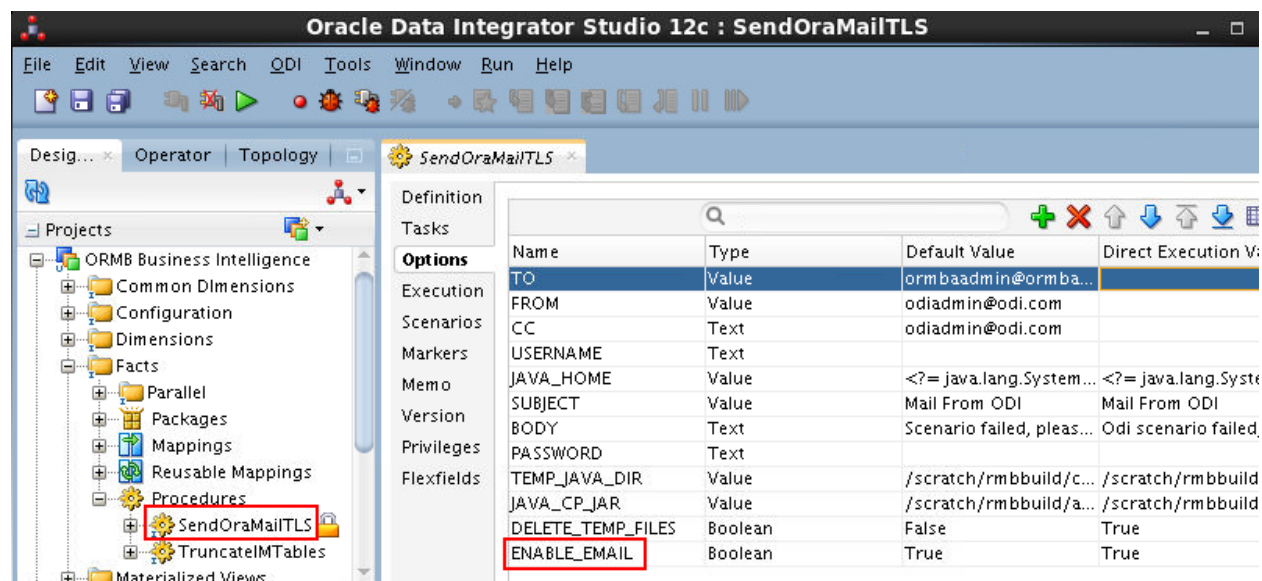 Oracle Data Integrator Studio 12c : SendOraMailTLS
File Edit View Search ODI Tools Window Run Help
Desig... Operator Topology
SendOraMailTLS
Projects
ORMB Business Intelligence
Common DImensions
Configuration
Dimensions
Facts
Parallel
Packages
Mappings
Reusable Mappings
Procedures
SendOraMailTLS
TruncateIMTables
Materialized Views
Definition
Tasks
Options
Execution
Scenarios
Markers
Memo
Version
Privileges
Flexfields
Name Type Default Value Direct Execution Va
TO Value ormbaadmin@ormba...
FROM Value odiadmin@odi.com
CC Text odiadmin@odi.com
USERNAME Text
JAVA_HOME Value <?= java.lang.System... <?= java.lang.Syste
SUBJECT Value Mail From ODI Mail From ODI
BODY Text Scenario failed, pleas... Odi scenario failed,
PASSWORD Text
TEMP_JAVA_DIR Value /scratch/rmbbuild/c... /scratch/rmbbuild
JAVA_CP_JAR Value /scratch/rmbbuild/a... /scratch/rmbbuild
DELETE_TEMP_FILES Boolean False True
ENABLE_EMAIL Boolean True True